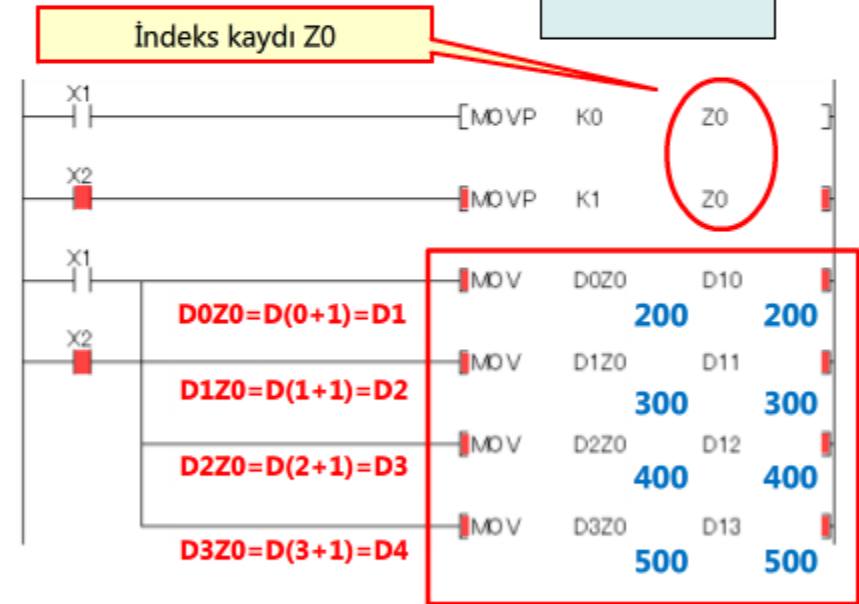 İndeks kaydı Z0
X1
MOVP K0 Z0
X2
MOVP K1 Z0
X1
MOV D0Z0 D10
D0Z0=D(0+1)=D1
200 200
X2
MOV D1Z0 D11
D1Z0=D(1+1)=D2
300 300
MOV D2Z0 D12
D2Z0=D(2+1)=D3
400 400
MOV D3Z0 D13
D3Z0=D(3+1)=D4
500 500